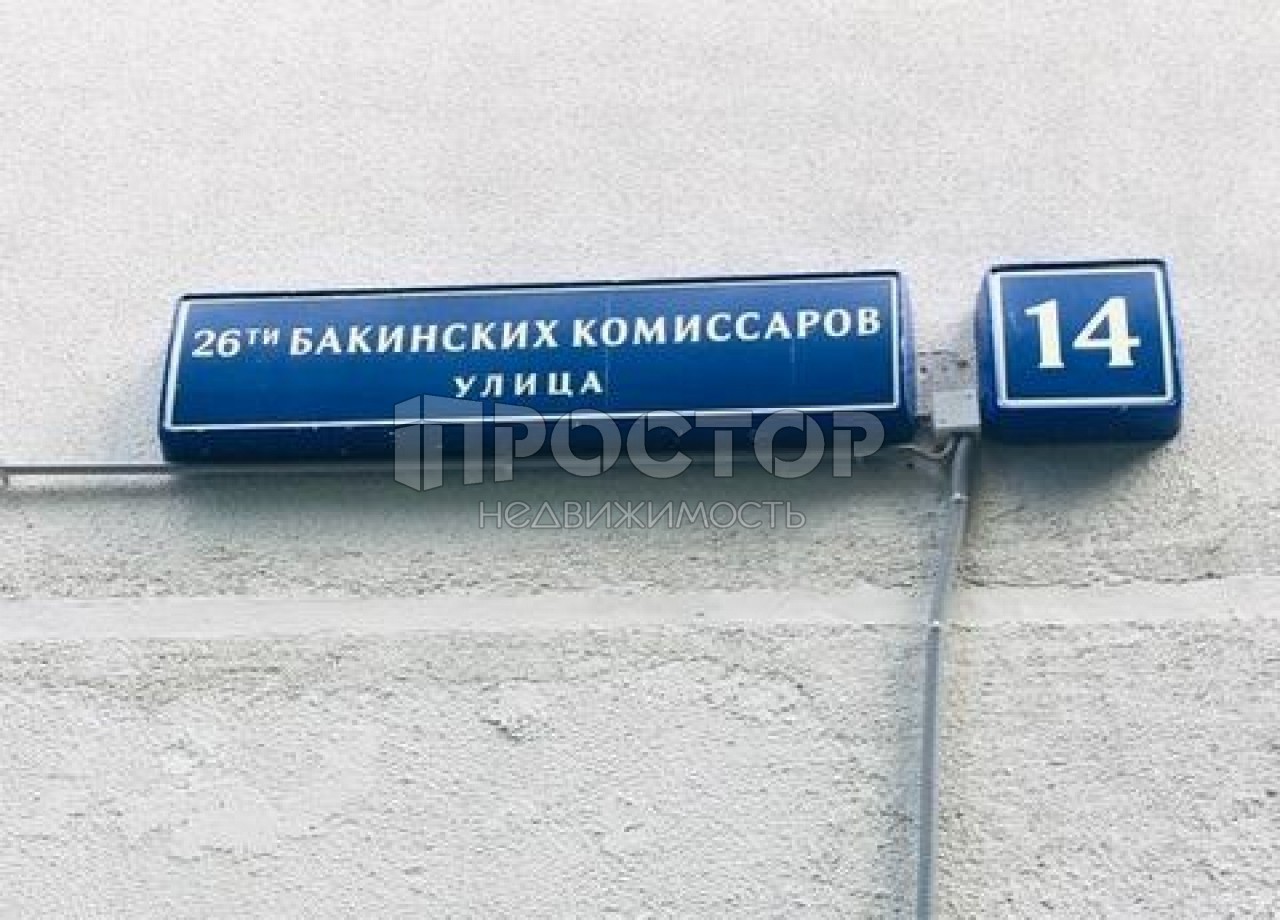 26ТИ БАКИНСКИХ КОМИССАРОВ
УЛИЦА
14
ПРОСТОР
НЕДВИЖИМОСТЬ